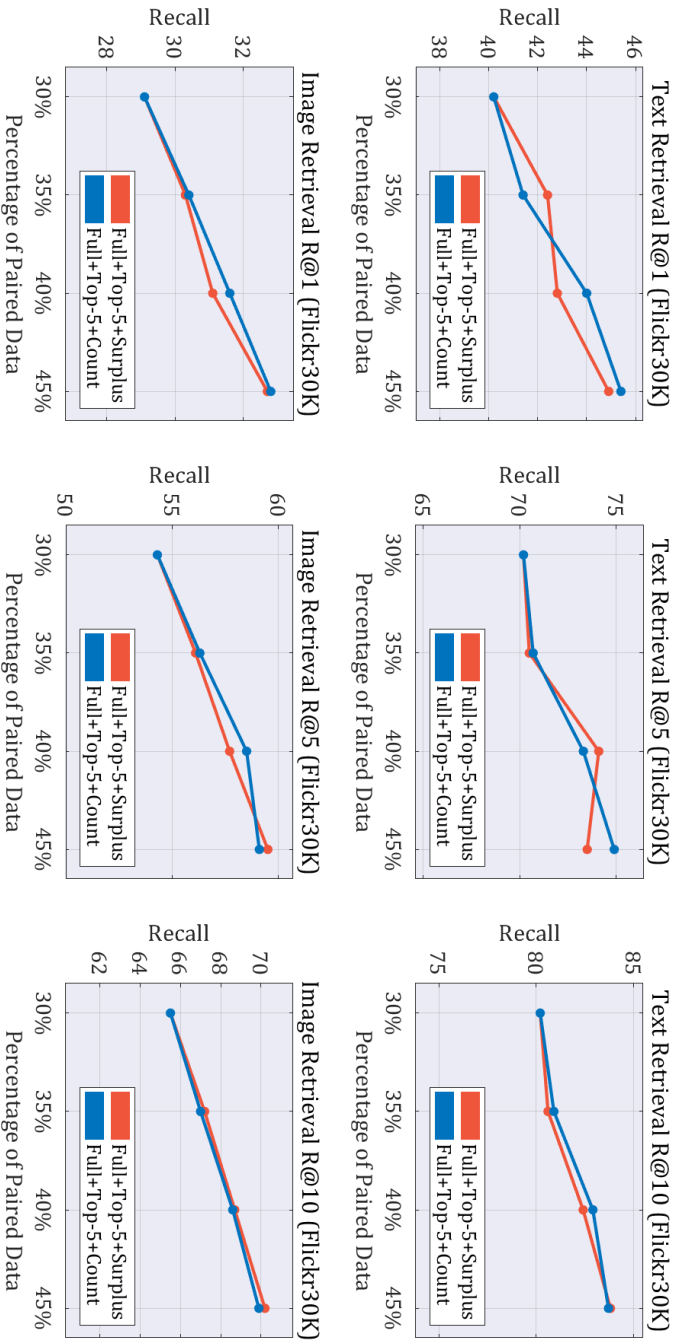 Text Retrieval R@1 (Flickr30K)
Recall
46
44
42
40
38
30%
35%
40%
45%
Full+Top-5+Surplus
Full+Top-5+Count
Percentage of Paired Data
Text Retrieval R@5 (Flickr30K)
Recall
75
70
65
30%
35%
40%
45%
Full+Top-5+Surplus
Full+Top-5+Count
Percentage of Paired Data
Text Retrieval R@10 (Flickr30K)
Recall
85
80
75
30%
35%
40%
45%
Full+Top-5+Surplus
Full+Top-5+Count
Percentage of Paired Data
Image Retrieval R@1 (Flickr30K)
Recall
32
30
28
30%
35%
40%
45%
Full+Top-5+Surplus
Full+Top-5+Count
Percentage of Paired Data
Image Retrieval R@5 (Flickr30K)
Recall
60
55
50
30%
35%
40%
45%
Full+Top-5+Surplus
Full+Top-5+Count
Percentage of Paired Data
Image Retrieval R@10 (Flickr30K)
Recall
70
68
66
64
62
30%
35%
40%
45%
Full+Top-5+Surplus
Full+Top-5+Count
Percentage of Paired Data